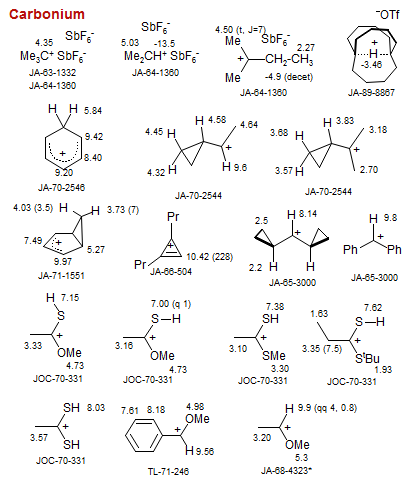 Carbonium
SbF6-
4.35
Me3C+ SbF6-
JA-63-1332
JA-64-1360
SbF6-
5.03 -13.5
Me2CH+ SbF6-
JA-64-1360
4.50 (t, J=7) SbF6-
Me
2.27
+ CH2-CH3
Me
-4.9 (decet)
JA-64-1360
-OTf
+
H
-3.46
JA-89-8867
H H 5.84
9.42
+
8.40
9.20
JA-70-2546
H 4.58 4.64
4.45
+
4.32 H H 9.6
JA-70-2544
H 3.83
3.68 3.18
+
3.57 H 2.70
JA-70-2544
4.03 (3.5) H H 3.73 (7)
7.49
+
5.27
9.97
JA-71-1551
Pr
+
Pr 10.42 (228)
JA-66-504
H 8.14
2.5
+
2.2 H H
JA-65-3000
H 9.8
+
Ph Ph
JA-65-3000
H 7.15
S
+
3.33 OMe
4.73
JOC-70-331
7.00 (q 1)
S-H
+
3.16 OMe
4.73
JOC-70-331
7.38
SH
+
3.10 SMe
3.30
JOC-70-331
7.62
1.63 S-H
+
3.35 (7.5) StBu
1.93
JOC-70-331
SH 8.03
+
3.57 SH
JOC-70-331
4.98
7.61 8.18 OMe
+
H 9.56
TL-71-246
H 9.9 (qq 4, 0.8)
+
3.20 OMe
5.3
JA-68-4323*